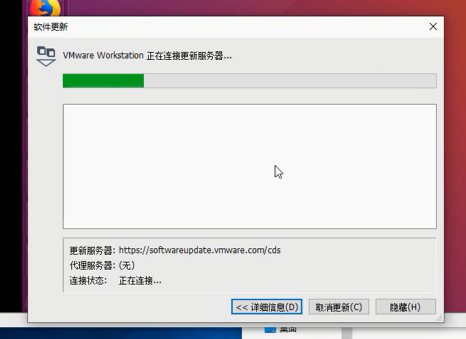 软件更新
VMware Workstation 正在连接更新服务器...
更新服务器: https://softwareupdate.vmware.com/cds
代理服务器: (无)
连接状态: 正在连接...
<< 详细信息(D)
取消更新(C)
隐藏(H)
桌面